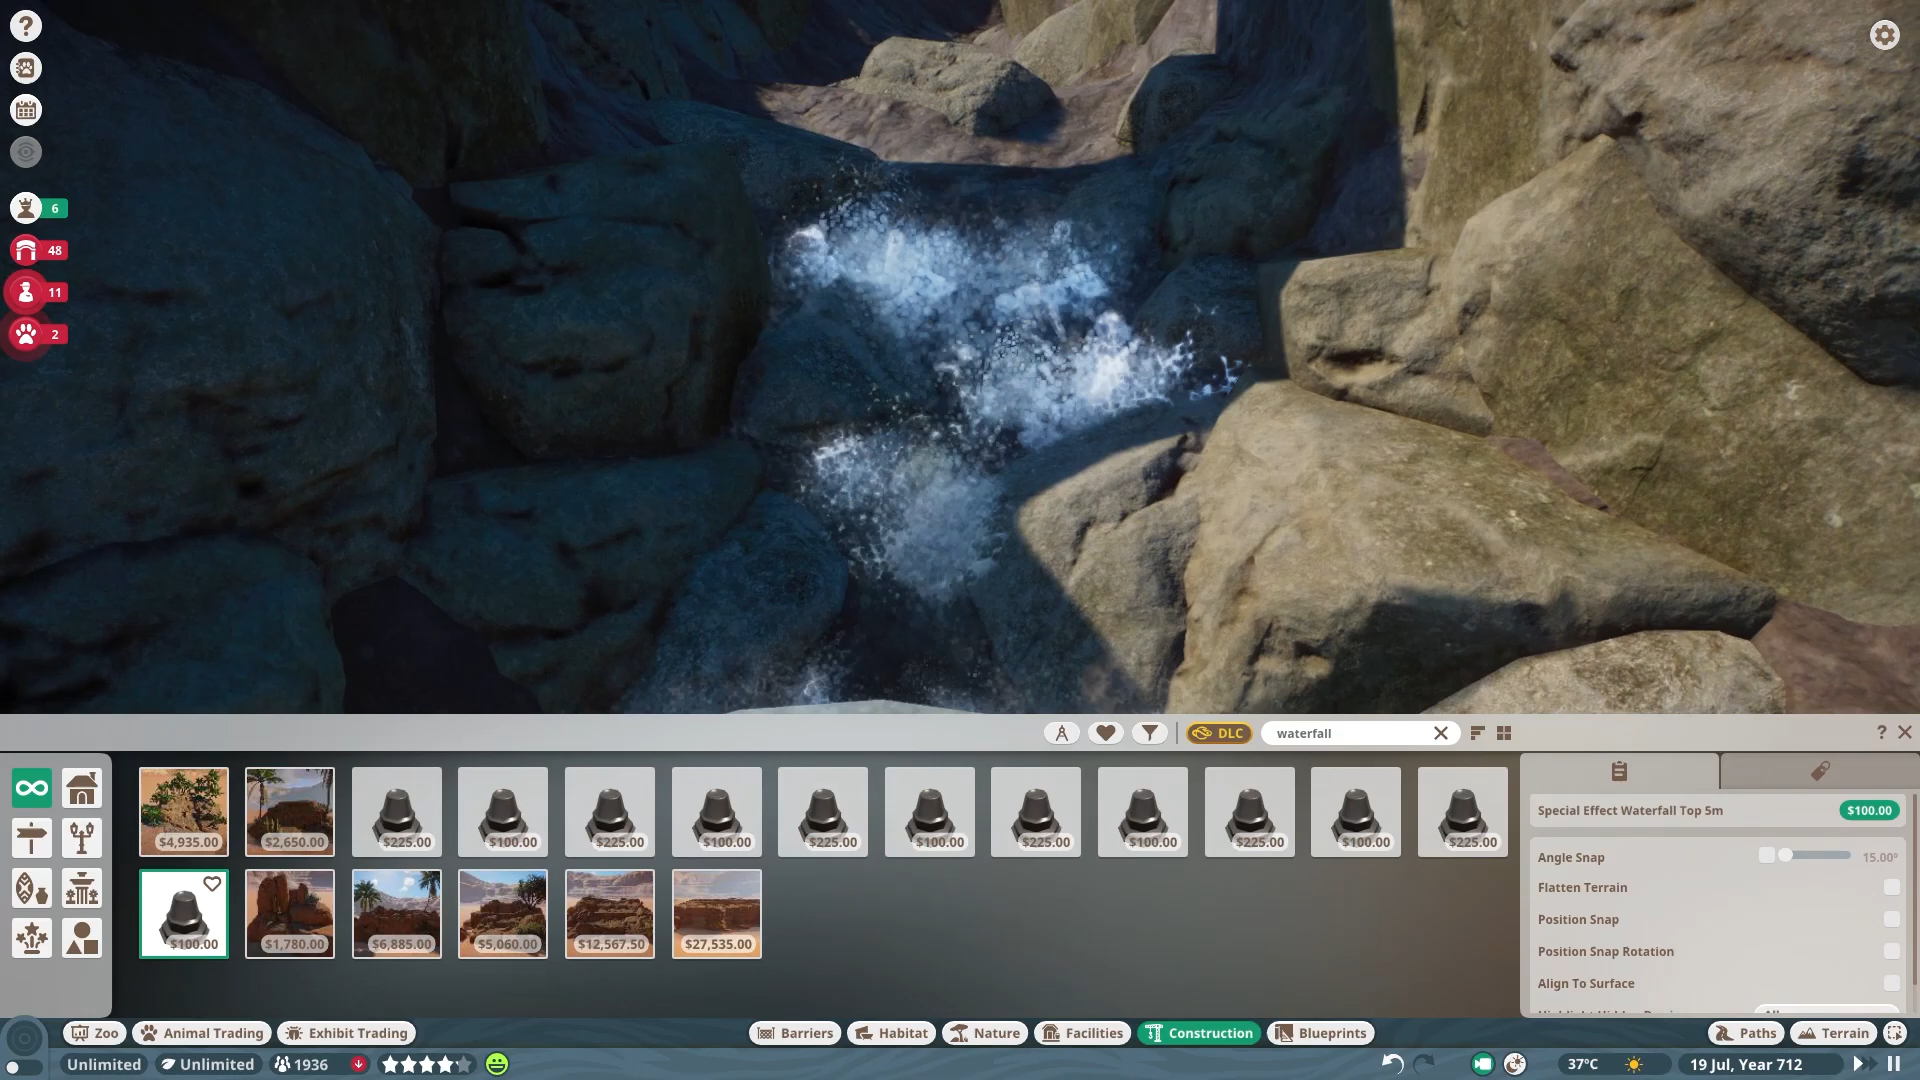 ?
6
48
11
2
DLC
waterfall
?
$4,935.00
$2,650.00
$225.00
$100.00
$225.00
$100.00
$225.00
$100.00
$225.00
$100.00
$225.00
$100.00
$225.00
$100.00
$1,780.00
$6,885.00
$5,060.00
$12,567.50
$27,535.00
Special Effect Waterfall Top 5m
$100.00
Angle Snap
15.00°
Flatten Terrain
Position Snap
Position Snap Rotation
Align To Surface
Zoo
Animal Trading
Exhibit Trading
Barriers
Habitat
Nature
Facilities
Construction
Blueprints
Paths
Terrain
Unlimited
Unlimited
1936
37°C
19 Jul, Year 712